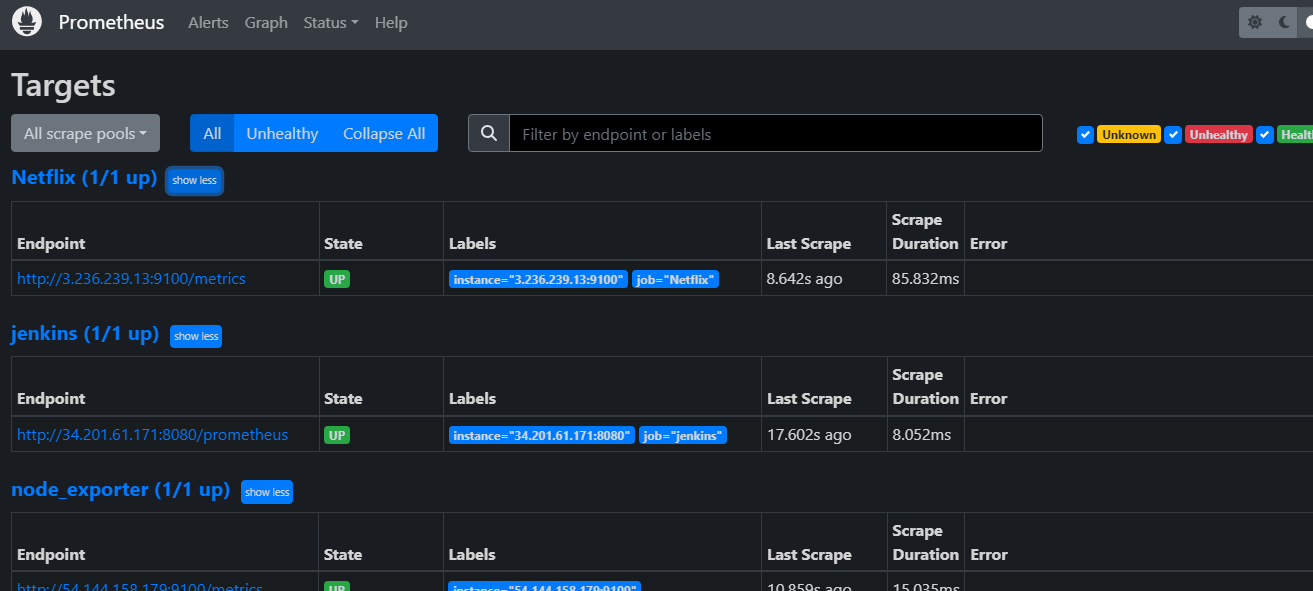 Prometheus Alerts Graph Status Help
Targets
All scrape pools All Unhealthy Collapse All Filter by endpoint or labels Unknown Unhealthy
Netflix (1/1 up) show less
Endpoint State Labels Last Scrape Scrape Duration Error
http://3.236.239.13:9100/metrics UP instance="3.236.239.13:9100" job="Netflix" 8.642s ago 85.832ms
jenkins (1/1 up) show less
Endpoint State Labels Last Scrape Scrape Duration Error
http://34.201.61.171:8080/prometheus UP instance="34.201.61.171:8080" job="jenkins" 17.602s ago 8.052ms
node_exporter (1/1 up) show less
Endpoint State Labels Last Scrape Scrape Duration Error
http://54.144.158.179:9100/metrics UP instance="54.144.158.179:9100" 10.859s ago 15.035ms